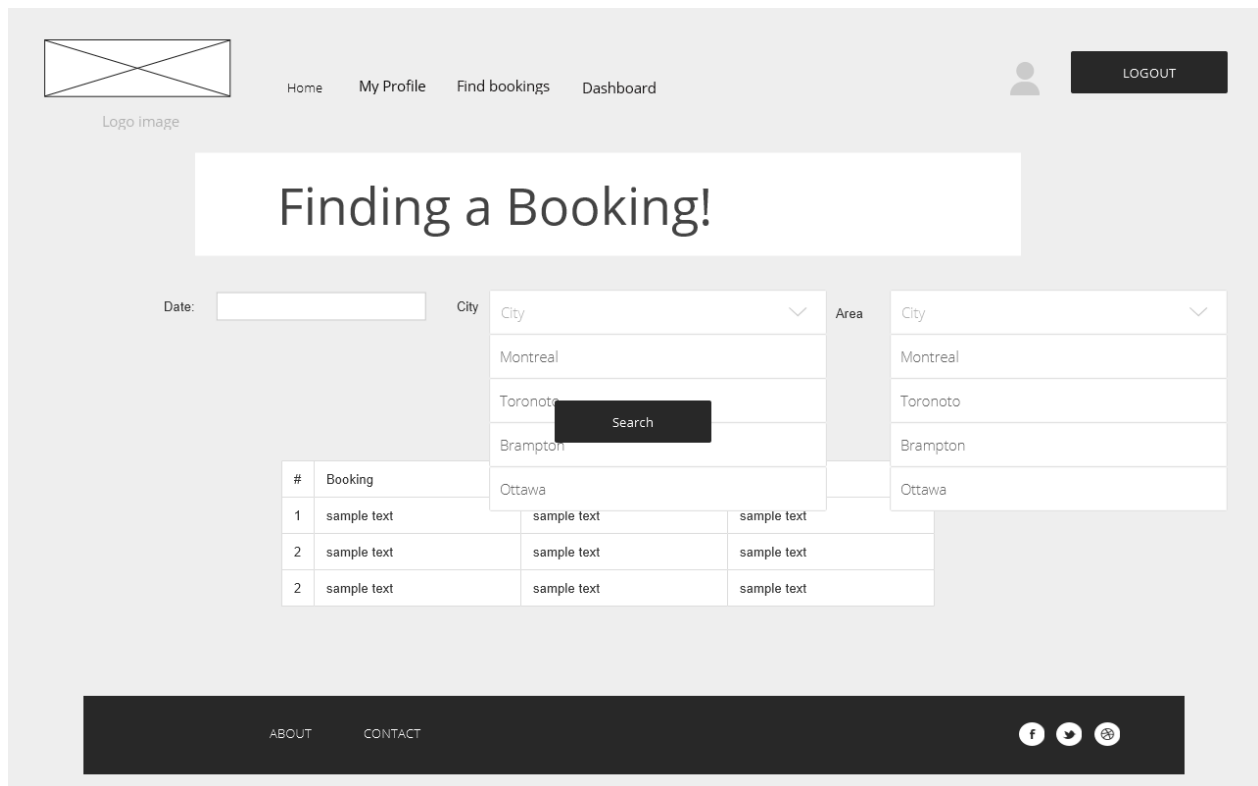 Home My Profile Find bookings Dashboard LOGOUT
Logo image
Finding a Booking!
Date: City City Area City
Montreal Montreal
Toronoto Toronoto
Search
Brampton Brampton
# Booking
Ottawa Ottawa
1 sample text sample text sample text
2 sample text sample text sample text
2 sample text sample text sample text
ABOUT CONTACT